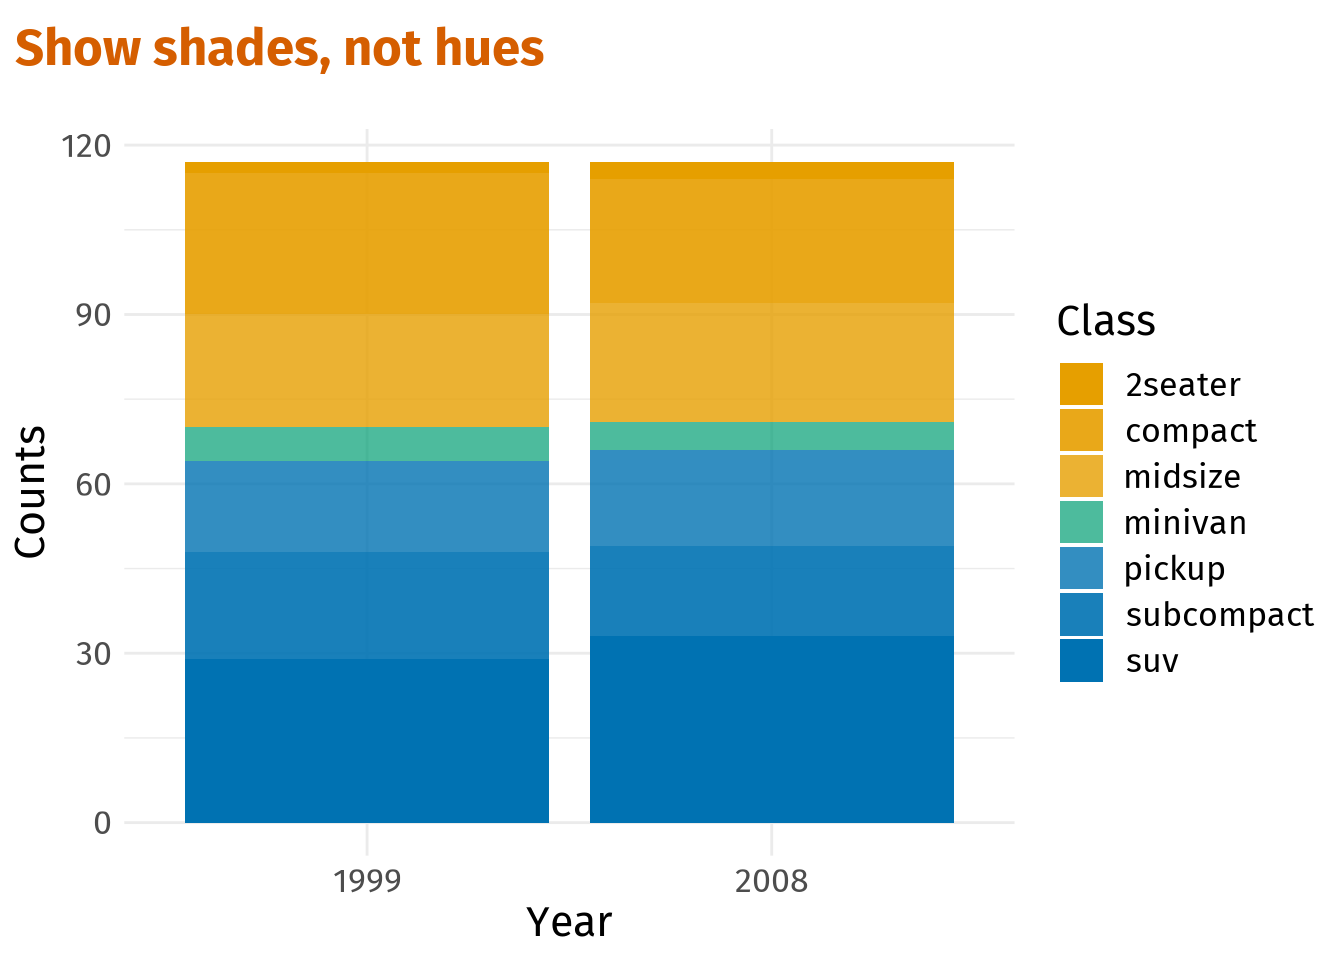 Show shades, not hues
120
90
60
30
0
Counts
1999
2008
Year
Class
2seater
compact
midsize
minivan
pickup
subcompact
suv